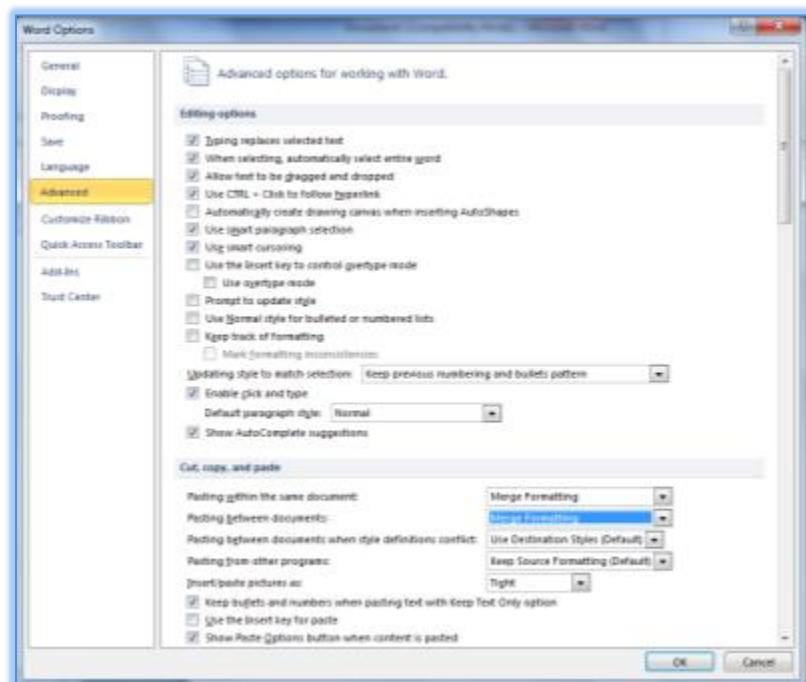 Word Options
General
Display
Proofing
Save
Language
Advanced
Customize Ribbon
Quick Access Toolbar
Add-Ins
Trust Center
Advanced options for working with Word.
Editing options
Typing replaces selected text
When selecting, automatically select entire word
Allow text to be dragged and dropped
Use CTRL + Click to follow hyperlink
Automatically create drawing canvas when inserting AutoShapes
Use smart paragraph selection
Use smart cursoring
Use the Insert key to control overtype mode
Use overtype mode
Prompt to update style
Use Normal style for bulleted or numbered lists
Keep track of formatting
Mark formatting inconsistencies
Updating style to match selection: Keep previous numbering and bullets pattern
Enable click and type
Default paragraph style: Normal
Show AutoComplete suggestions
Cut, copy, and paste
Pasting within the same document: Merge Formatting
Pasting between documents: Merge Formatting
Pasting between documents when style definitions conflict: Use Destination Styles (Default)
Pasting from other programs: Keep Source Formatting (Default)
Insert/paste pictures as: Tight
Keep bullets and numbers when pasting text with Keep Text Only option
Use the Insert key for paste
Show Paste Options button when content is pasted
OK Cancel